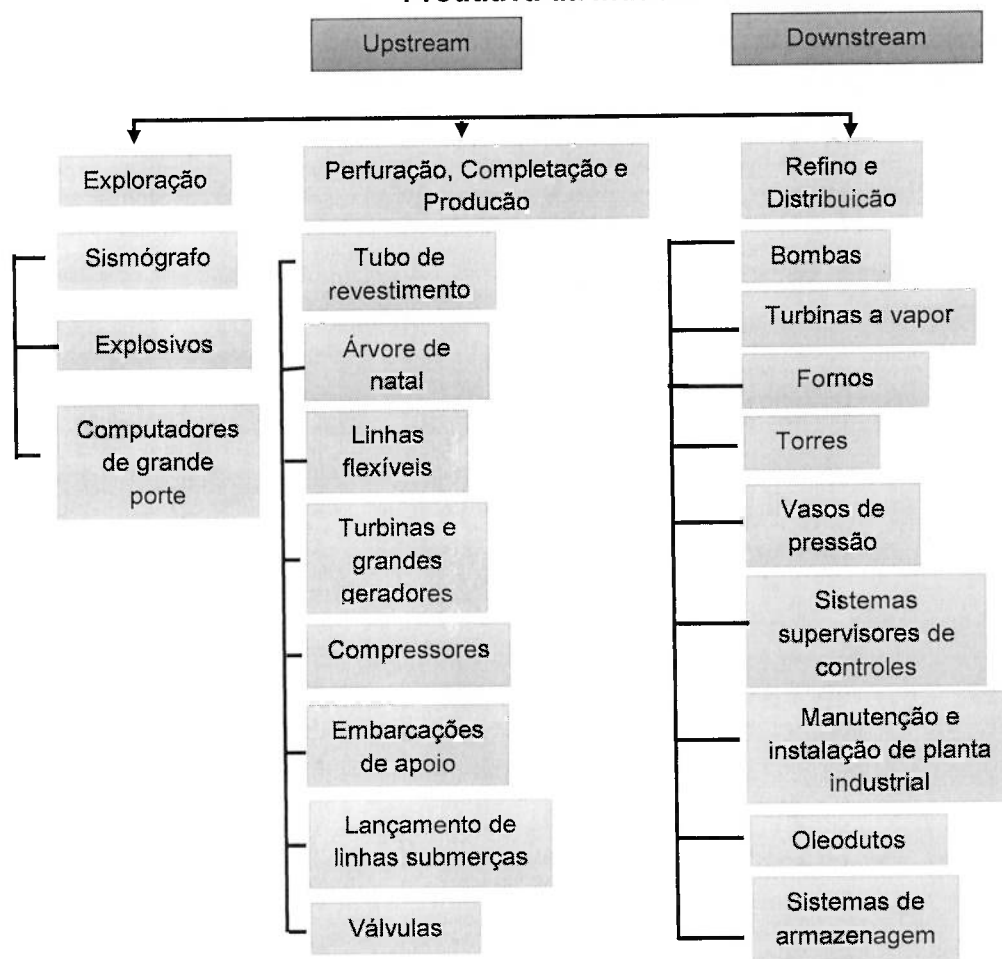 Produtiva
Upstream
Downstream
Exploração
Perfuração, Completação e
Producão
Refino e
Distribuicão
Sismógrafo
Explosivos
Computadores
de grande
porte
Tubo de
revestimento
Árvore de
natal
Linhas
flexíveis
Turbinas e
grandes
geradores
Compressores
Embarcações
de apoio
Lançamento de
linhas submerças
Válvulas
Bombas
Turbinas a vapor
Fornos
Torres
Vasos de
pressão
Sistemas
supervisores de
controles
Manutenção e
instalação de planta
industrial
Oleodutos
Sistemas de
armazenagem